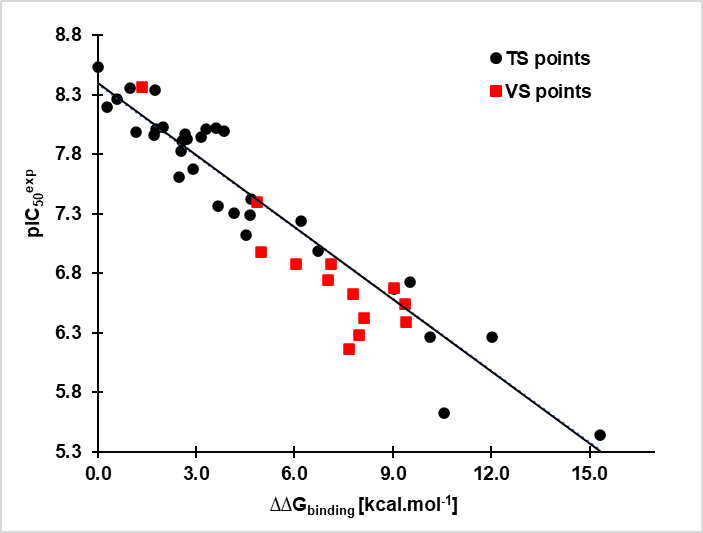 8.8
TS points
VS points
8.3
7.8
7.3
6.8
6.3
5.8
5.3
pIC50exp
0.0 3.0 6.0 9.0 12.0 15.0
ΔΔGbinding [kcal.mol-1]